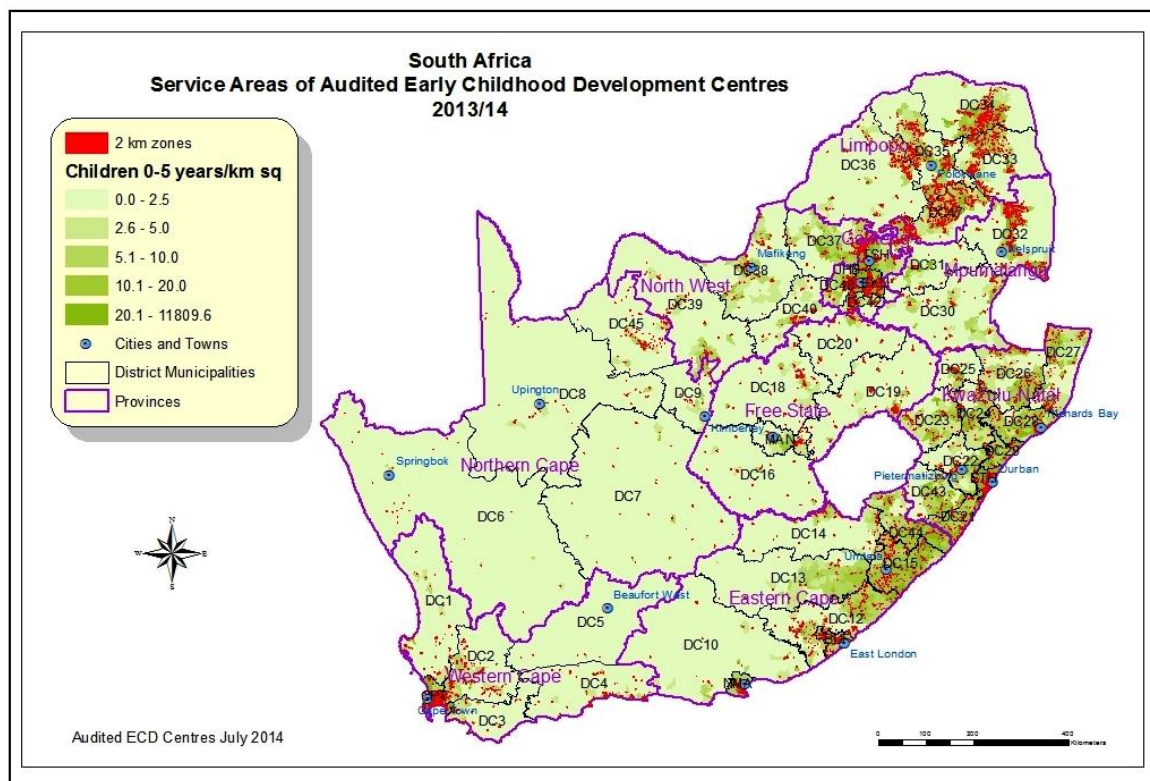 South Africa
Service Areas of Audited Early Childhood Development Centres
2013/14
2 km zones
Children 0-5 years/km sq
0.0 - 2.5
2.6 - 5.0
5.1 - 10.0
10.1 - 20.0
20.1 - 11809.6
Cities and Towns
District Municipalities
Provinces
DC34
Limpopo
DC35
DC36
DC33
Polokwane
DC47
DC32
DC37
Nelspruit
Mafikeng
DC38
DC31
Mpumalanga
North West
DC39
DC40
DC42
DC30
DC45
DC20
DC27
DC25
DC26
DC18
DC19
KwaZulu-Natal
Upington
DC8
DC9
Free State
DC24
Richards Bay
DC28
Kimberley
DC23
MAN
DC22
Durban
Springbok
Northern Cape
Pietermaritzburg
DC16
DC43
DC7
DC21
DC6
DC14
DC44
DC15
Umtata
DC13
Beaufort West
Eastern Cape
DC1
DC5
DC12
DC10
East London
DC2
Western Cape
DC4
NMA
Cape Town
DC3
N
W
E
S
Audited ECD Centres July 2014
0
100
200
400
Kilometers